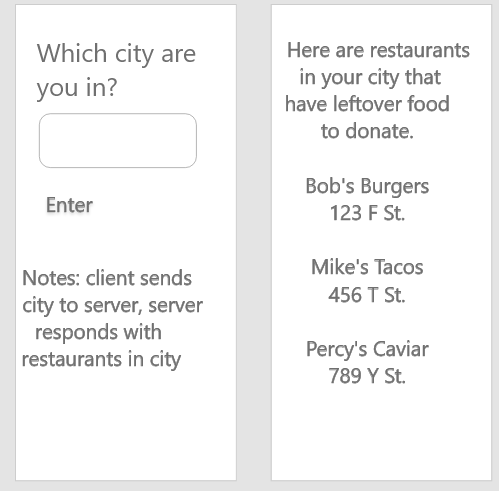 Which city are
you in?
Enter
Notes: client sends
city to server, server
responds with
restaurants in city
Here are restaurants
in your city that
have leftover food
to donate.
Bob's Burgers
123 F St.
Mike's Tacos
456 T St.
Percy's Caviar
789 Y St.